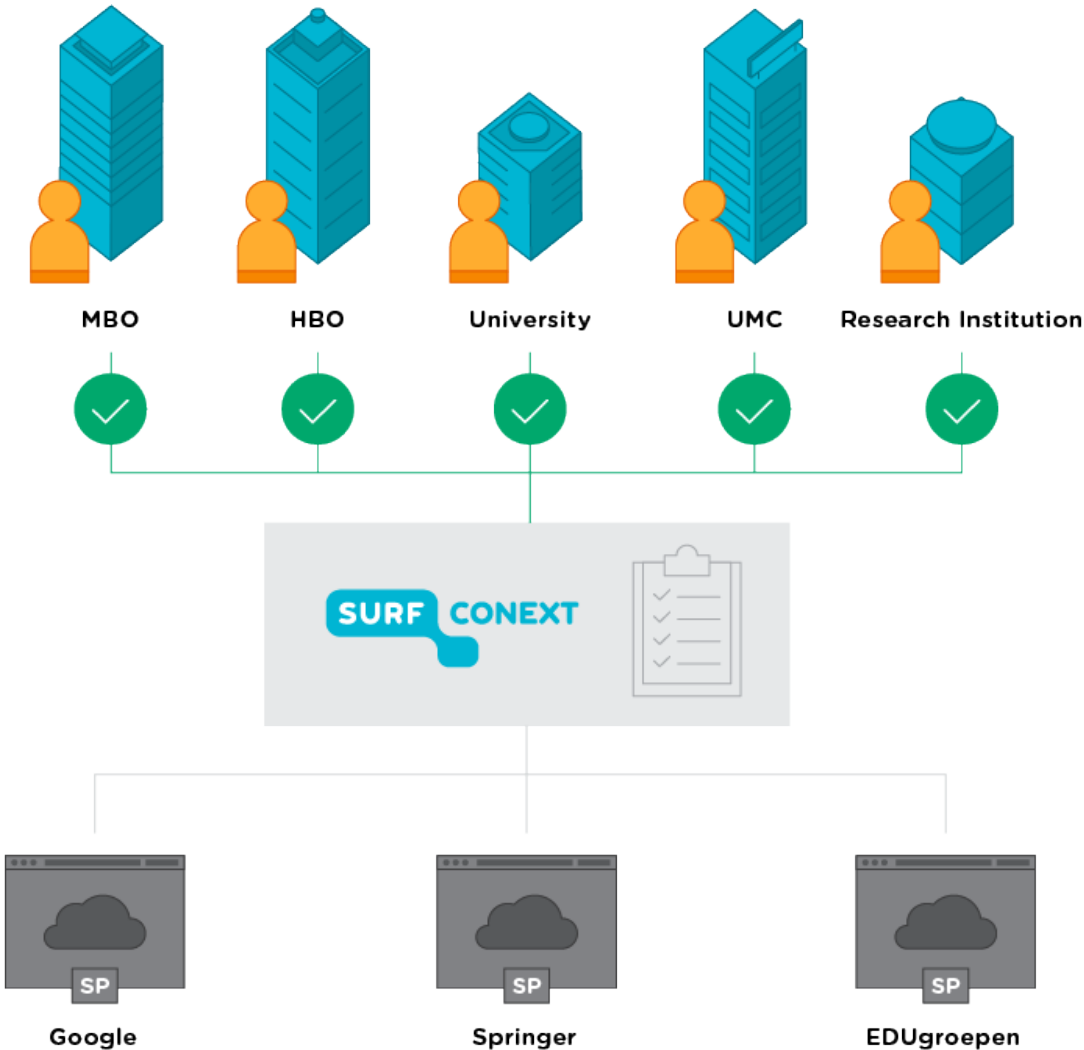 MBO
HBO
University
UMC
Research Institution
SURF CONEXT
SP
SP
SP
Google
Springer
EDUgroepen